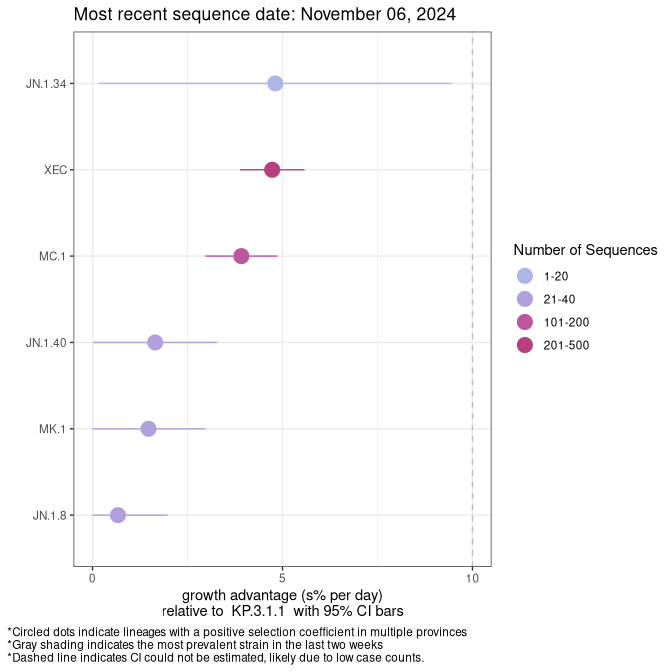 Most recent sequence date: November 06, 2024
JN.1.34
XEC
MC.1
JN.1.40
MK.1
JN.1.8
0 5 10
growth advantage (s% per day)
relative to KP.3.1.1 with 95% CI bars
Number of Sequences
1-20
21-40
101-200
201-500
*Circled dots indicate lineages with a positive selection coefficient in multiple provinces
*Gray shading indicates the most prevalent strain in the last two weeks
*Dashed line indicates CI could not be estimated, likely due to low case counts.